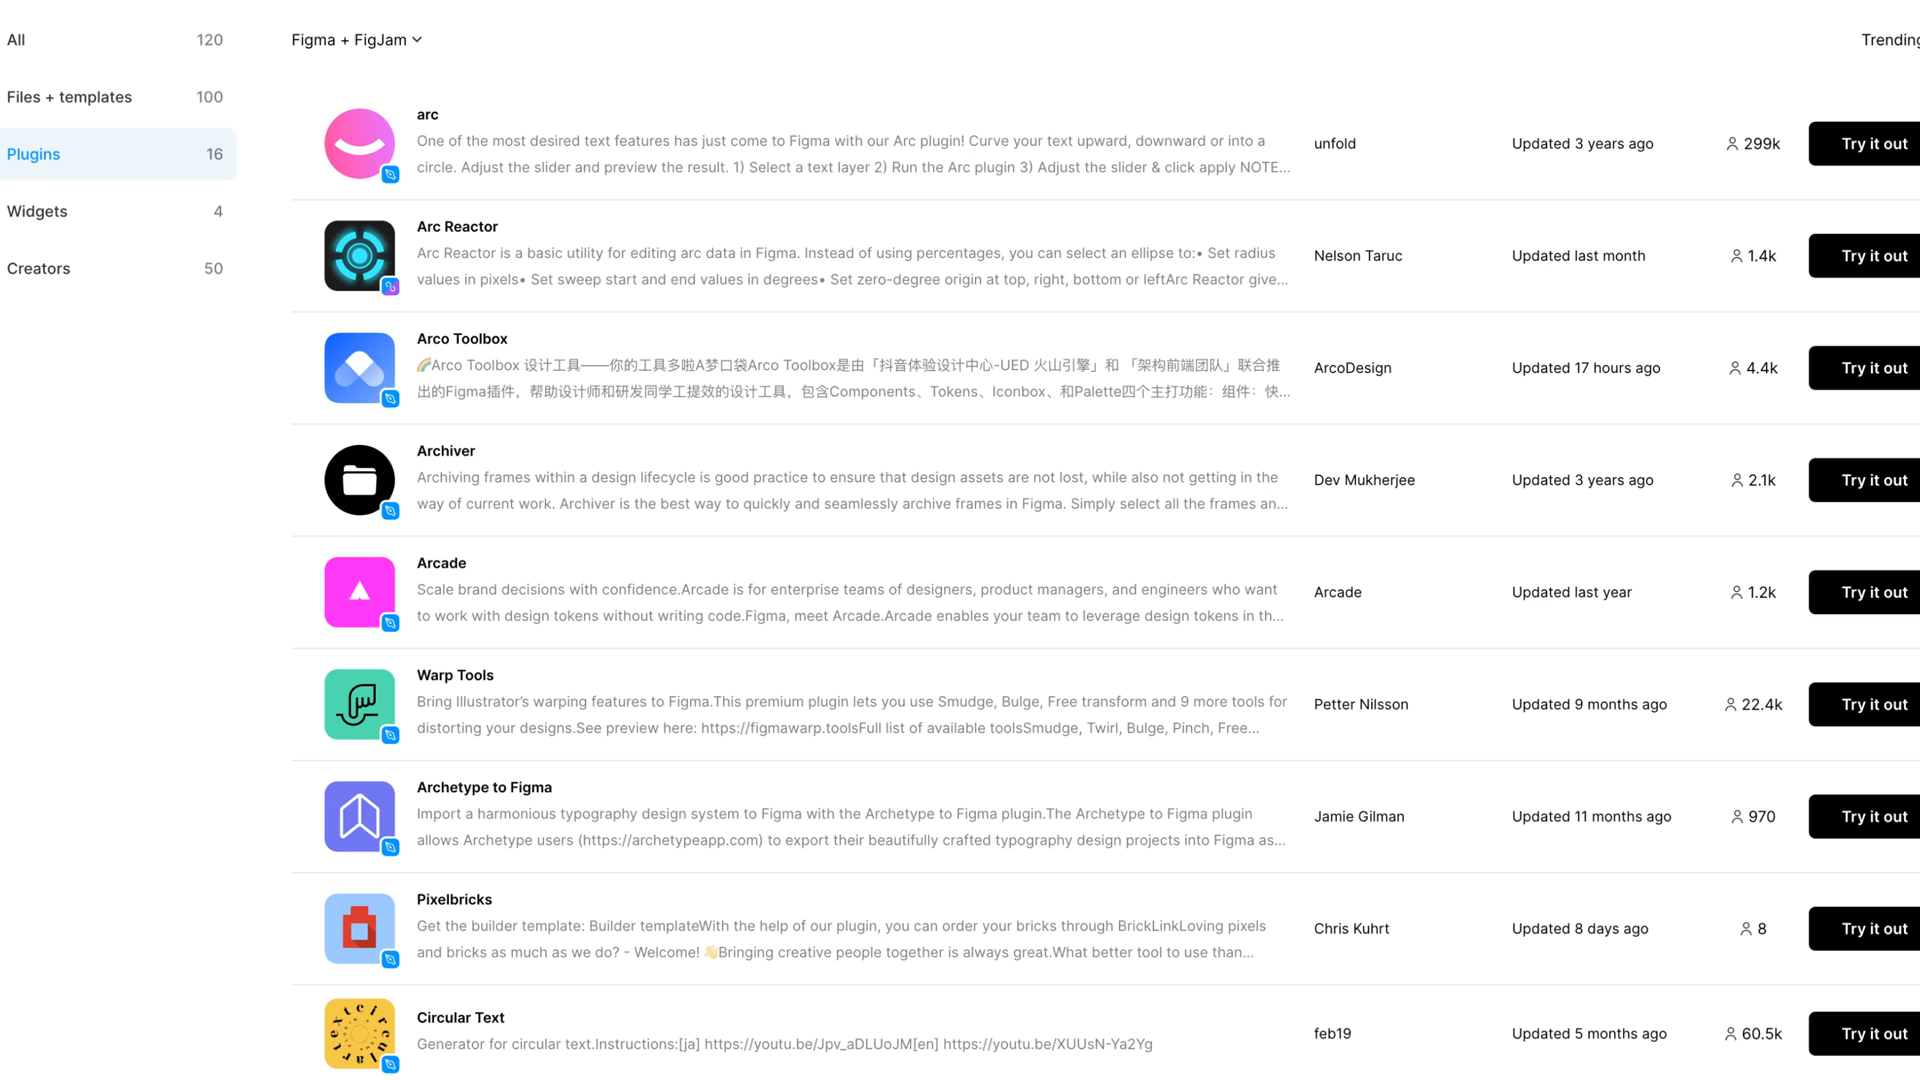 All 120
Files + templates 100
Plugins 16
Widgets 4
Creators 50
Figma + FigJam
Trending
arc
One of the most desired text features has just come to Figma with our Arc plugin! Curve your text upward, downward or into a
circle. Adjust the slider and preview the result. 1) Select a text layer 2) Run the Arc plugin 3) Adjust the slider & click apply NOTE...
unfold
Updated 3 years ago
299k
Try it out
Arc Reactor
Arc Reactor is a basic utility for editing arc data in Figma. Instead of using percentages, you can select an ellipse to:• Set radius
values in pixels• Set sweep start and end values in degrees• Set zero-degree origin at top, right, bottom or leftArc Reactor give...
Nelson Taruc
Updated last month
1.4k
Try it out
Arco Toolbox
🌈Arco Toolbox 设计工具——你的工具多啦A梦口袋Arco Toolbox是由「抖音体验设计中心-UED 火山引擎」和 「架构前端团队」联合推
出的Figma插件，帮助设计师和研发同学工提效的设计工具，包含Components、Tokens、Iconbox、和Palette四个主打功能：组件：快...
ArcoDesign
Updated 17 hours ago
4.4k
Try it out
Archiver
Archiving frames within a design lifecycle is good practice to ensure that design assets are not lost, while also not getting in the
way of current work. Archiver is the best way to quickly and seamlessly archive frames in Figma. Simply select all the frames an...
Dev Mukherjee
Updated 3 years ago
2.1k
Try it out
Arcade
Scale brand decisions with confidence.Arcade is for enterprise teams of designers, product managers, and engineers who want
to work with design tokens without writing code.Figma, meet Arcade.Arcade enables your team to leverage design tokens in th...
Arcade
Updated last year
1.2k
Try it out
Warp Tools
Bring Illustrator’s warping features to Figma.This premium plugin lets you use Smudge, Bulge, Free transform and 9 more tools for
distorting your designs.See preview here: https://figmawarp.toolsFull list of available toolsSmudge, Twirl, Bulge, Pinch, Free...
Petter Nilsson
Updated 9 months ago
22.4k
Try it out
Archetype to Figma
Import a harmonious typography design system to Figma with the Archetype to Figma plugin.The Archetype to Figma plugin
allows Archetype users (https://archetypeapp.com) to export their beautifully crafted typography design projects into Figma as...
Jamie Gilman
Updated 11 months ago
970
Try it out
Pixelbricks
Get the builder template: Builder templateWith the help of our plugin, you can order your bricks through BrickLinkLoving pixels
and bricks as much as we do? - Welcome! 👋Bringing creative people together is always great.What better tool to use than...
Chris Kuhrt
Updated 8 days ago
8
Try it out
textcircular
Circular Text
Generator for circular text.Instructions:[ja] https://youtu.be/Jpv_aDLUoJM[en] https://youtu.be/XUUsN-Ya2Yg
feb19
Updated 5 months ago
60.5k
Try it out